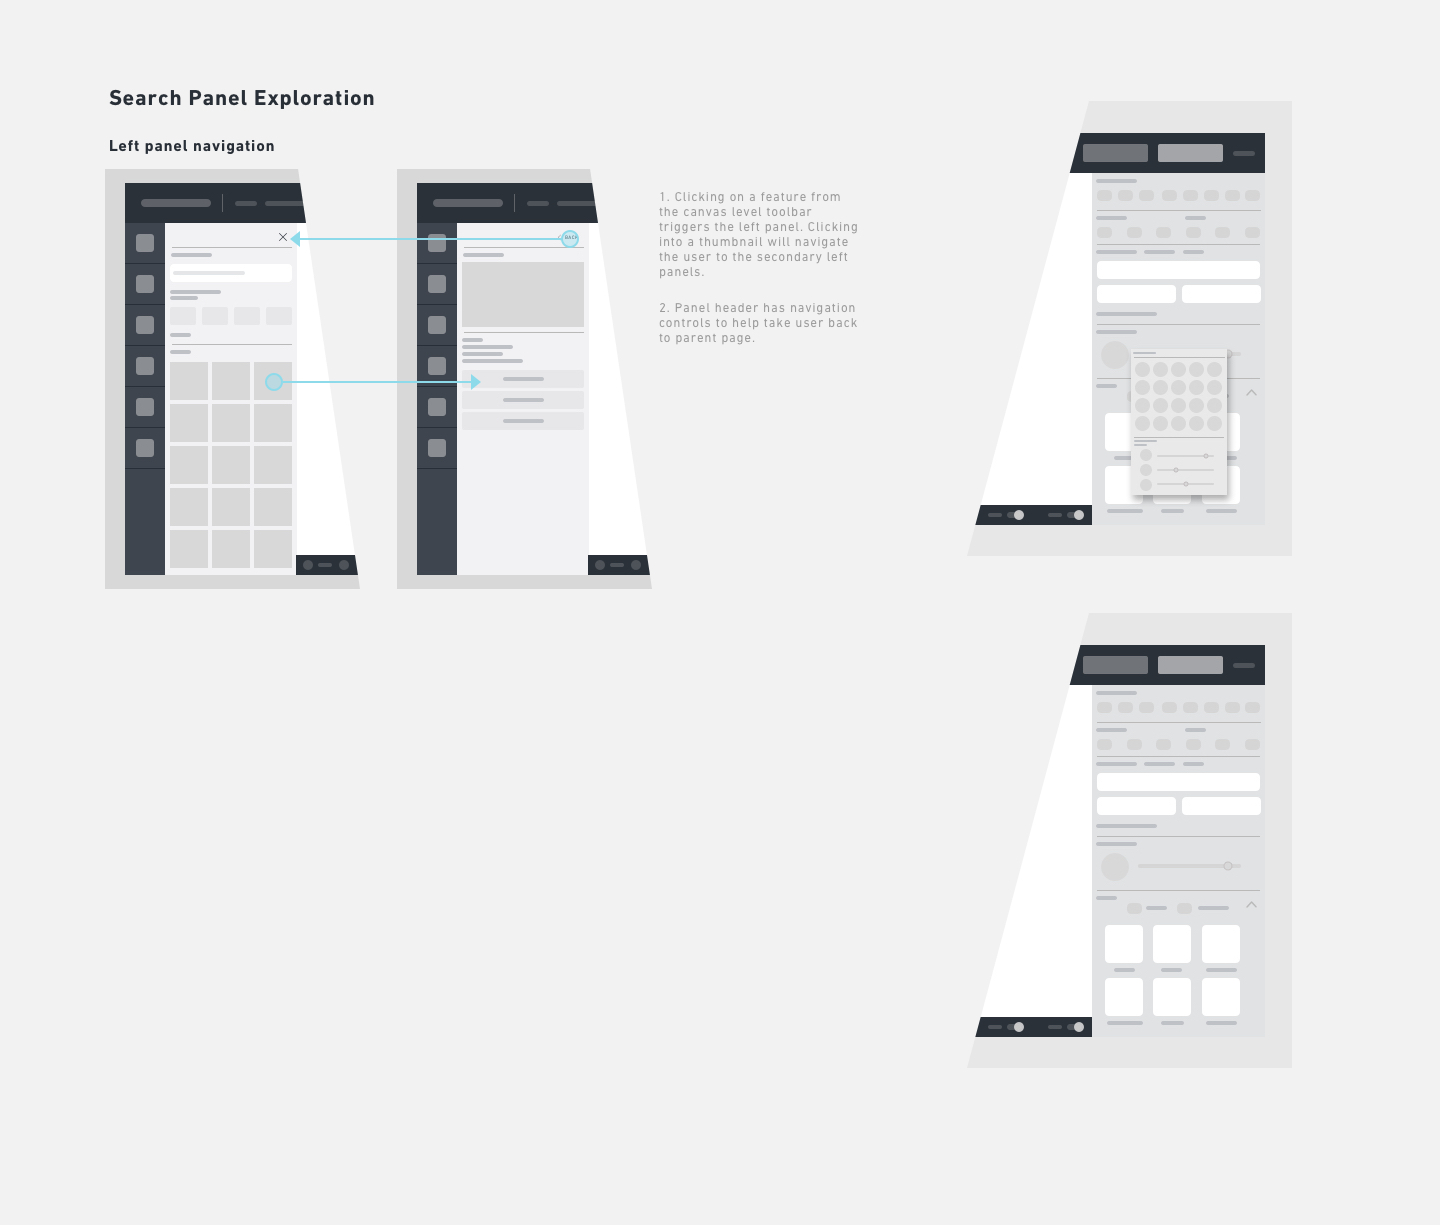 Search Panel Exploration
Left panel navigation
BACK
1. Clicking on a feature from
the canvas level toolbar
triggers the left panel. Clicking
into a thumbnail will navigate
the user to the secondary left
panels.
2. Panel header has navigation
controls to help take user back
to parent page.